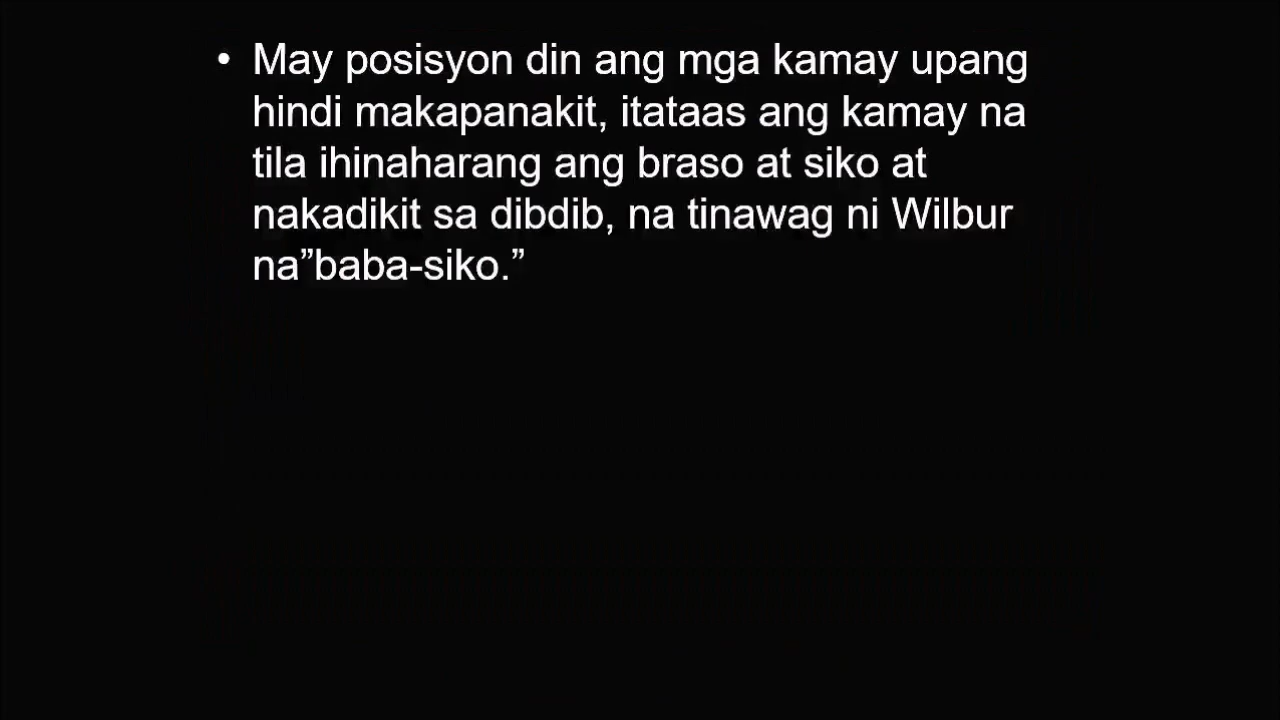 • May posisyon din ang mga kamay upang
hindi makapanakit, itataas ang kamay na
tila ihinaharang ang braso at siko at
nakadikit sa dibdib, na tinawag ni Wilbur
na”baba-siko.”